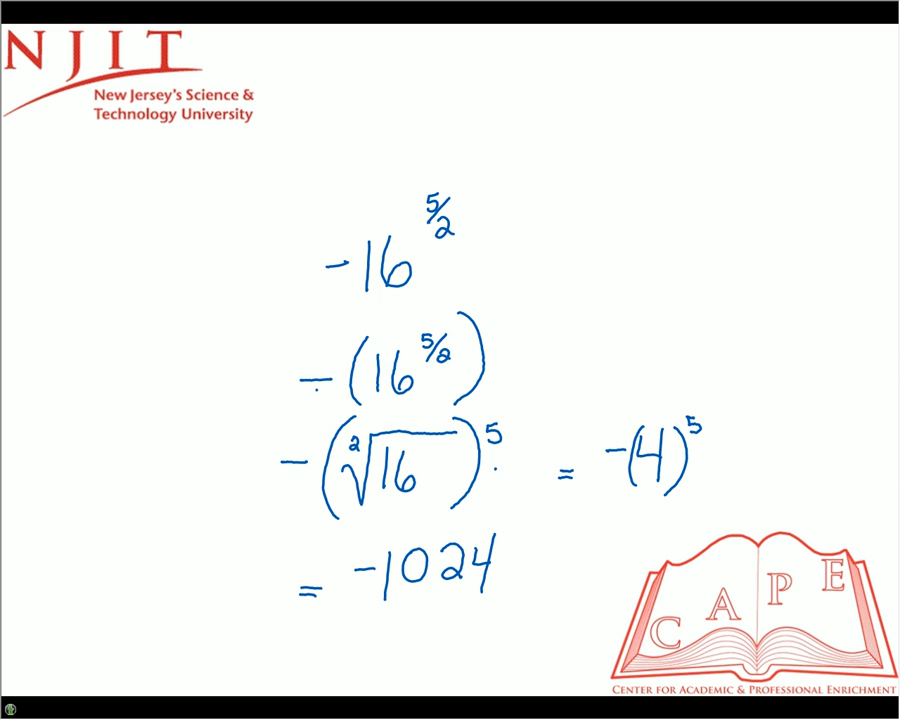 NJIT
New Jersey's Science &
Technology University
-16^{5/2}
-(16^{5/2})
-(\sqrt[2]{16})^5 = -(4)^5
= -1024
C A P E
CENTER FOR ACADEMIC & PROFESSIONAL ENRICHMENT